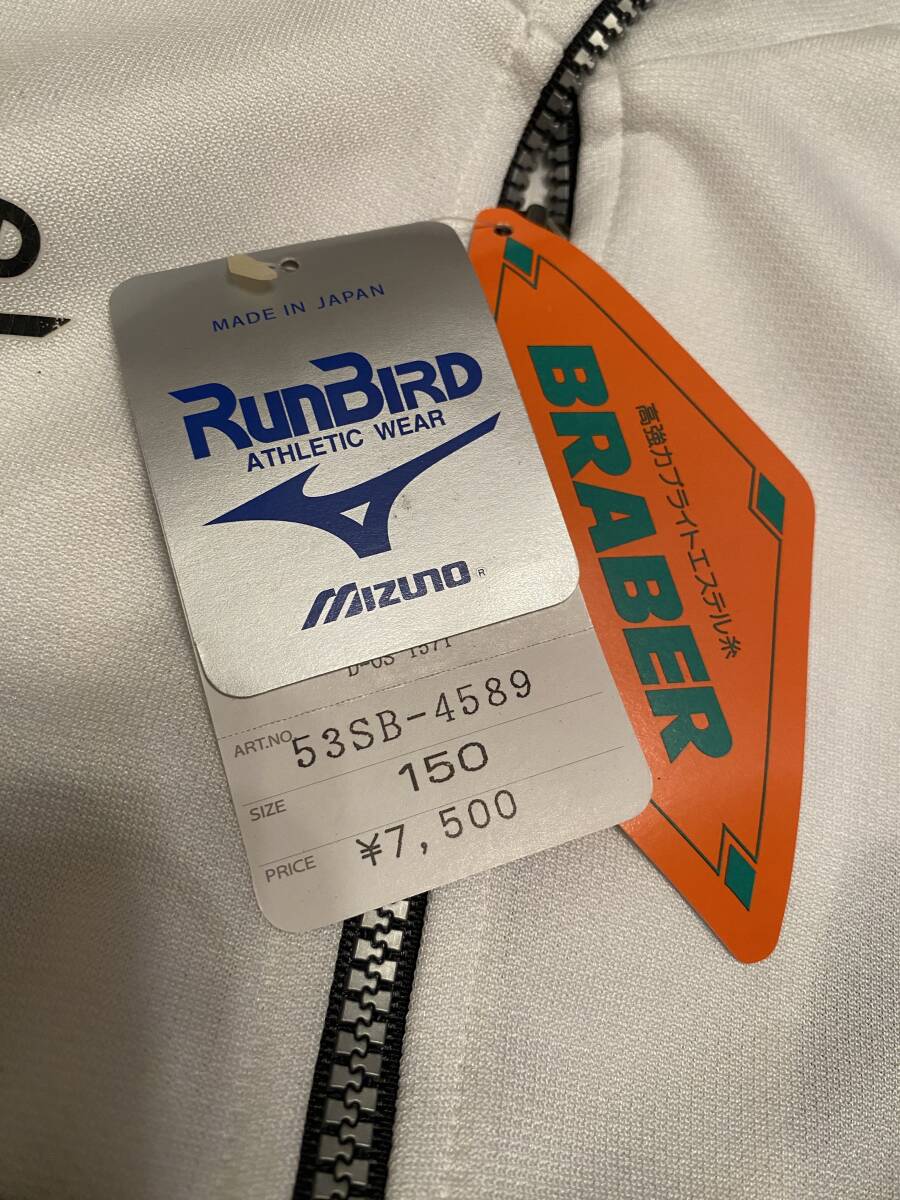 MADE IN JAPAN
RUNBIRD
ATHLETIC WEAR
MIZUNO ®
ART.NO. 53SB-4589
SIZE 150
PRICE ¥7,500
高強力ブライトエステル糸
BRABER